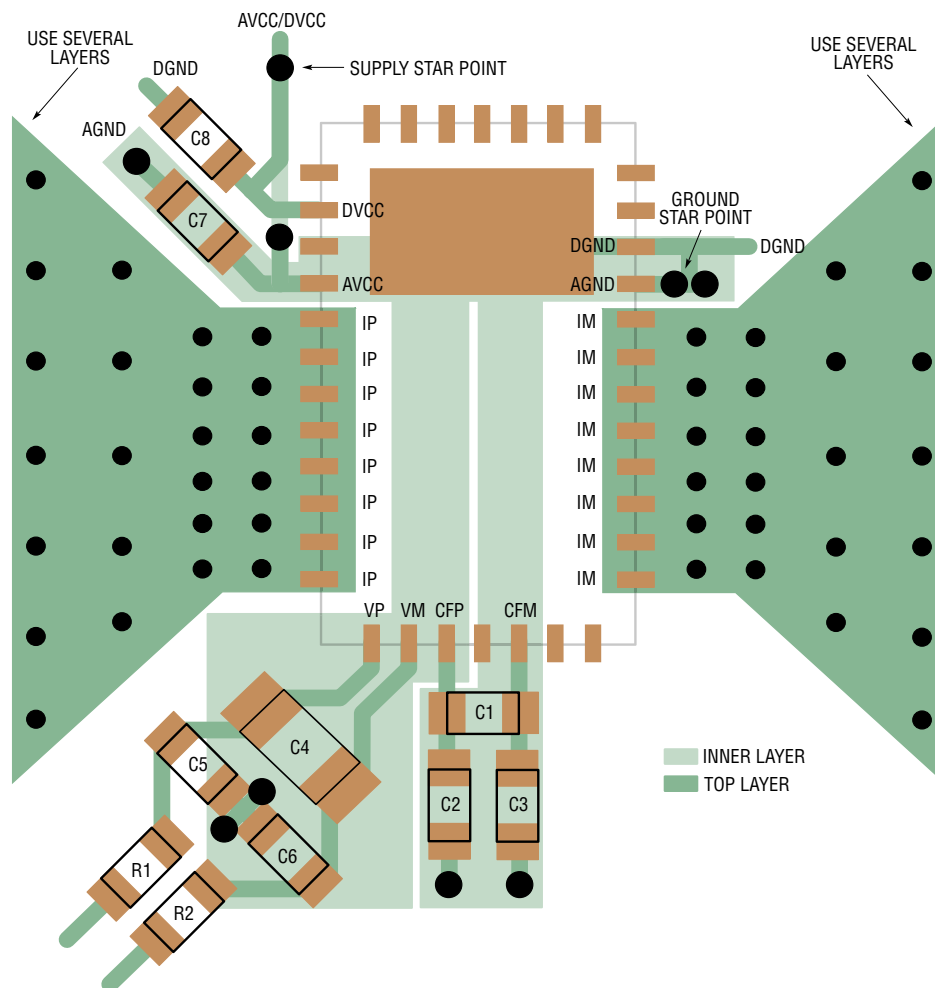 AVCC/DVCC
USE SEVERAL
LAYERS
DGND
SUPPLY STAR POINT
USE SEVERAL
LAYERS
AGND
C8
C7
DVCC
GROUND
STAR POINT
DGND
DGND
AVCC
AGND
IP
IM
IP
IM
IP
IM
IP
IM
IP
IM
IP
IM
IP
IM
IP
IM
VP
VM
CFP
CFM
C1
C4
C5
INNER LAYER
TOP LAYER
C2
C3
C6
R1
R2